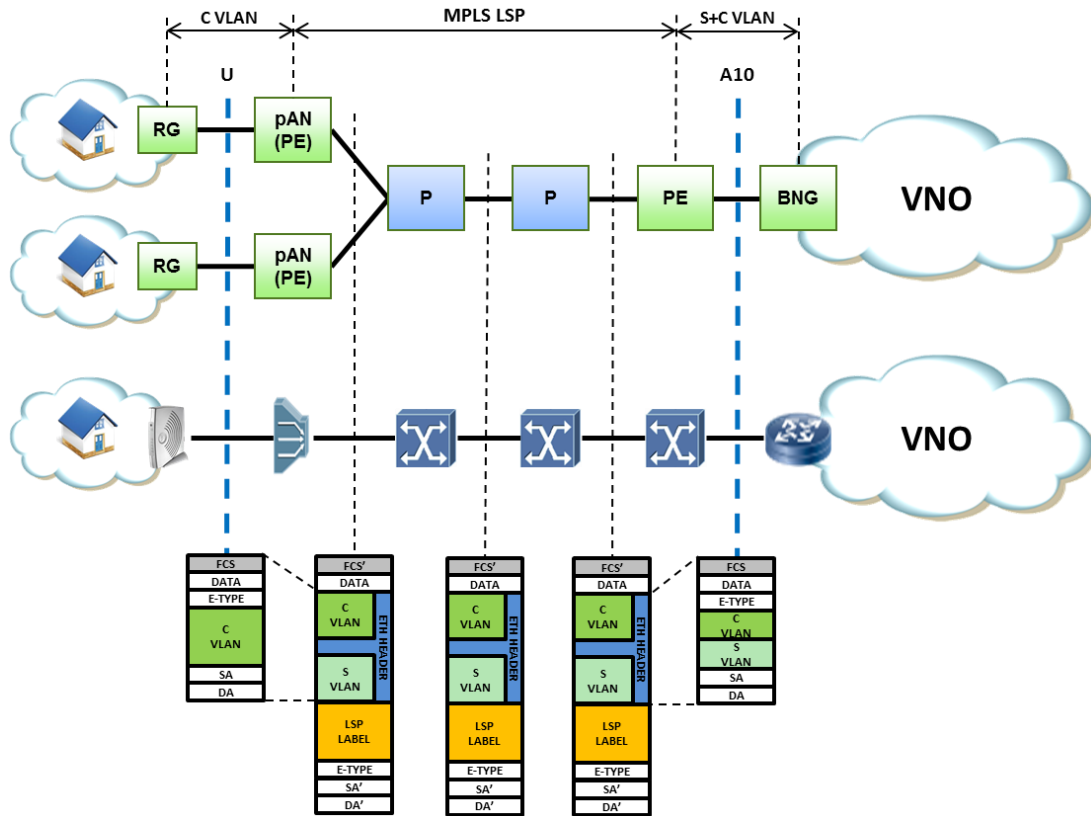 C VLAN
MPLS LSP
S+C VLAN
U
A10
RG
pAN
(PE)
P
P
PE
BNG
VNO
RG
pAN
(PE)
VNO
FCS
DATA
E-TYPE
C
VLAN
SA
DA
FCS'
DATA
C
VLAN
ETH HEADER
S
VLAN
LSP
LABEL
E-TYPE
SA'
DA'
FCS'
DATA
C
VLAN
ETH HEADER
S
VLAN
LSP
LABEL
E-TYPE
SA'
DA'
FCS'
DATA
C
VLAN
ETH HEADER
S
VLAN
LSP
LABEL
E-TYPE
SA'
DA'
FCS
DATA
E-TYPE
C
VLAN
S
VLAN
SA
DA